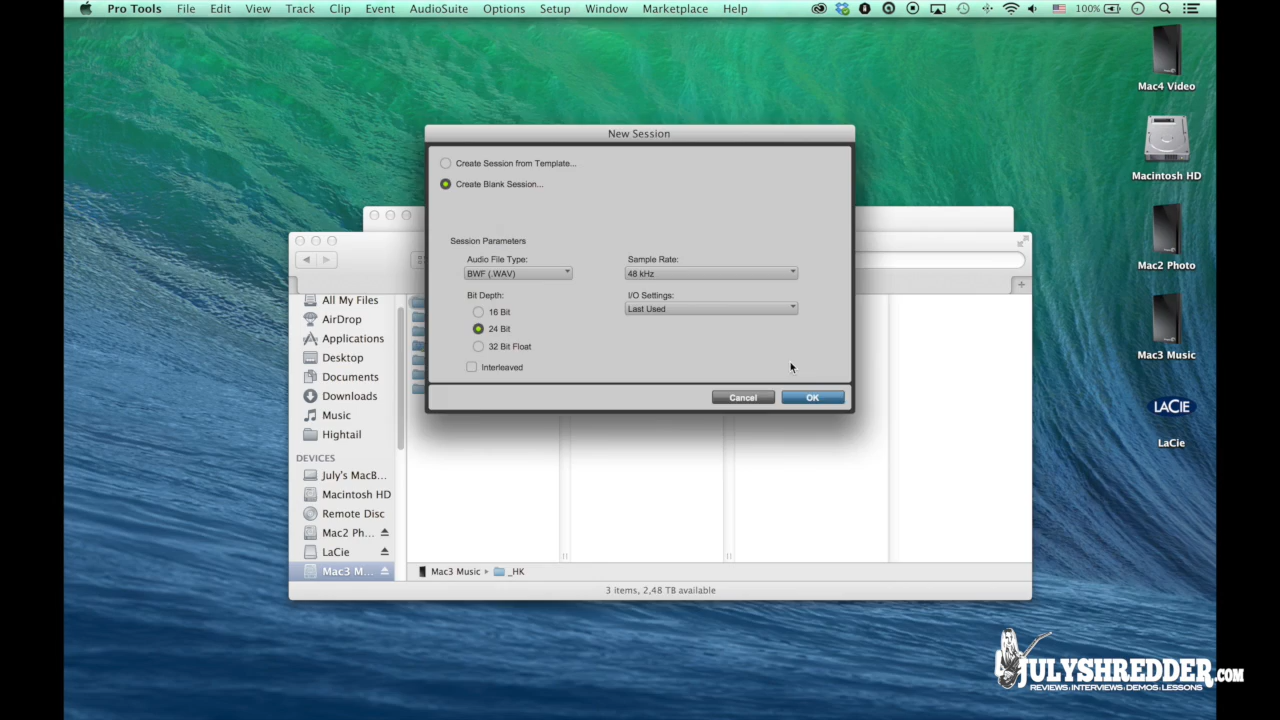 Pro Tools File Edit View Track Clip Event AudioSuite Options Setup Window Marketplace Help 100%
Mac4 Video
Macintosh HD
Mac2 Photo
Mac3 Music
LACIE
LaCie
New Session
Create Session from Template...
Create Blank Session...
Session Parameters
Audio File Type:
BWF (.WAV)
Sample Rate:
48 kHz
Bit Depth:
16 Bit
24 Bit
32 Bit Float
I/O Settings:
Last Used
Interleaved
Cancel OK
All My Files
AirDrop
Applications
Desktop
Documents
Downloads
Music
Hightail
DEVICES
July's MacB...
Macintosh HD
Remote Disc
Mac2 Ph...
LaCie
Mac3 M...
Mac3 Music _HK
3 items, 2,48 TB available
JULYSHREDDER.COM
REVIEWS:INTERVIEWS:DEMOS:LESSONS